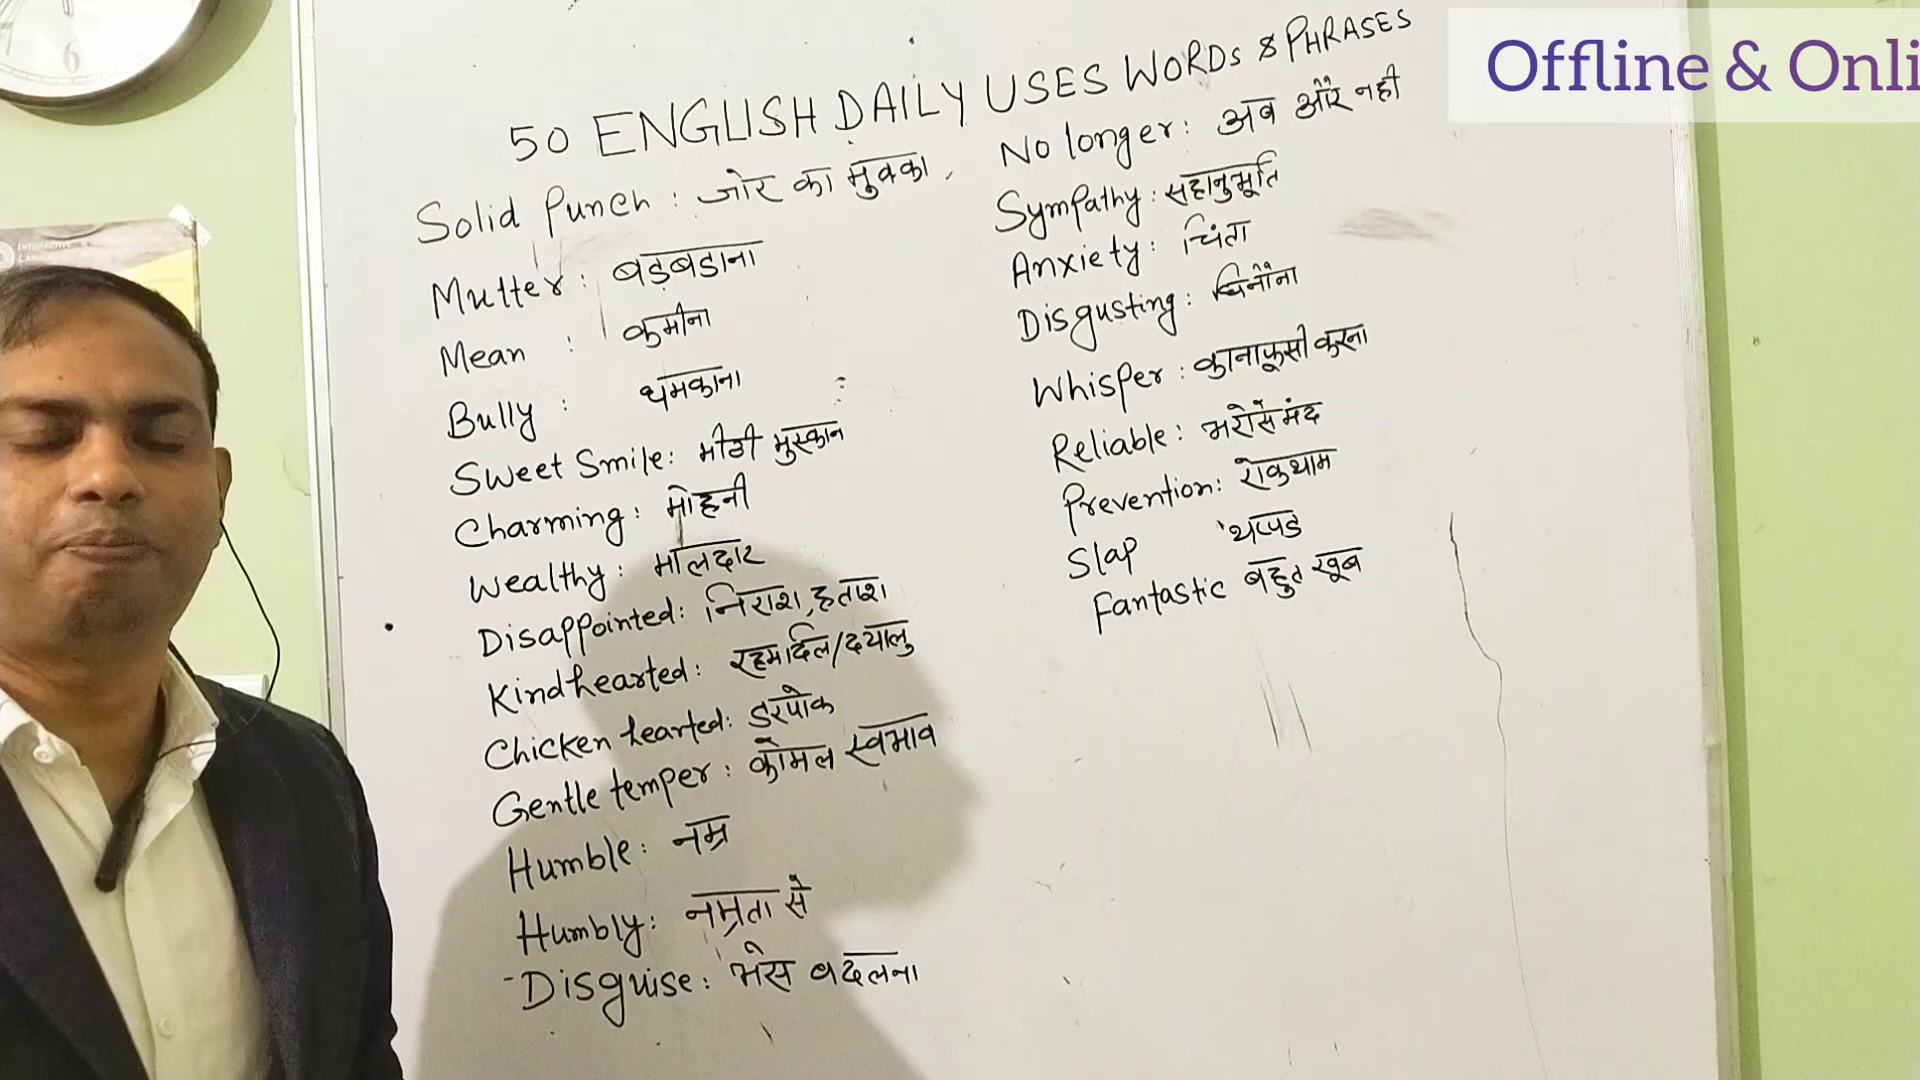 Offline & Onli
50 ENGLISH DAILY USES WORDS & PHRASES
Solid Punch : जोर का मुक्का
Mutter : बड़बडाना
Mean : कमीना
Bully : धमकाना
Sweet Smile : मीठी मुस्कान
Charming : मोहनी
Wealthy : मालदार
Disappointed : निराश, हताश
Kindhearted : रहमदिल/दयालु
Chicken hearted : डरपोक
Gentle temper : कोमल स्वभाव
Humble : नम्र
Humbly : नम्रता से
-Disguise : भेस बदलना
No longer : अब और नहीं
Sympathy : सहानुभूति
Anxiety : चिंता
Disgusting : घिनौना
Whisper : कानाफूसी करना
Reliable : भरोसेमंद
Prevention : रोकथाम
Slap थप्पड
Fantastic बहुत खूब